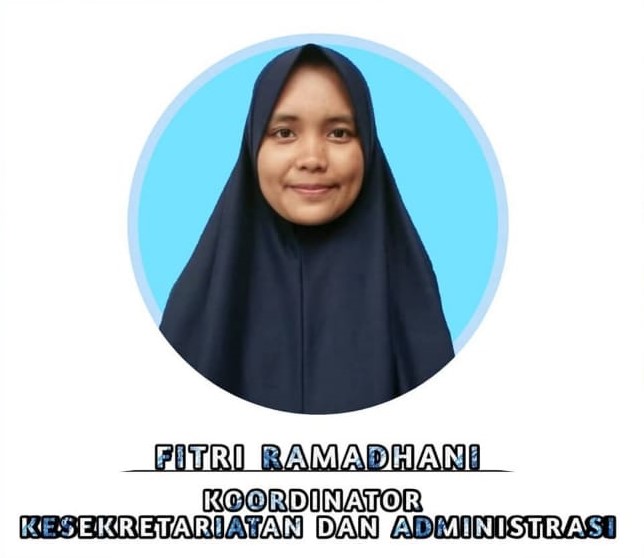 FITRI RAMADHANI
KOORDINATOR
KESEKRETARIATAN DAN ADMINISTRASI